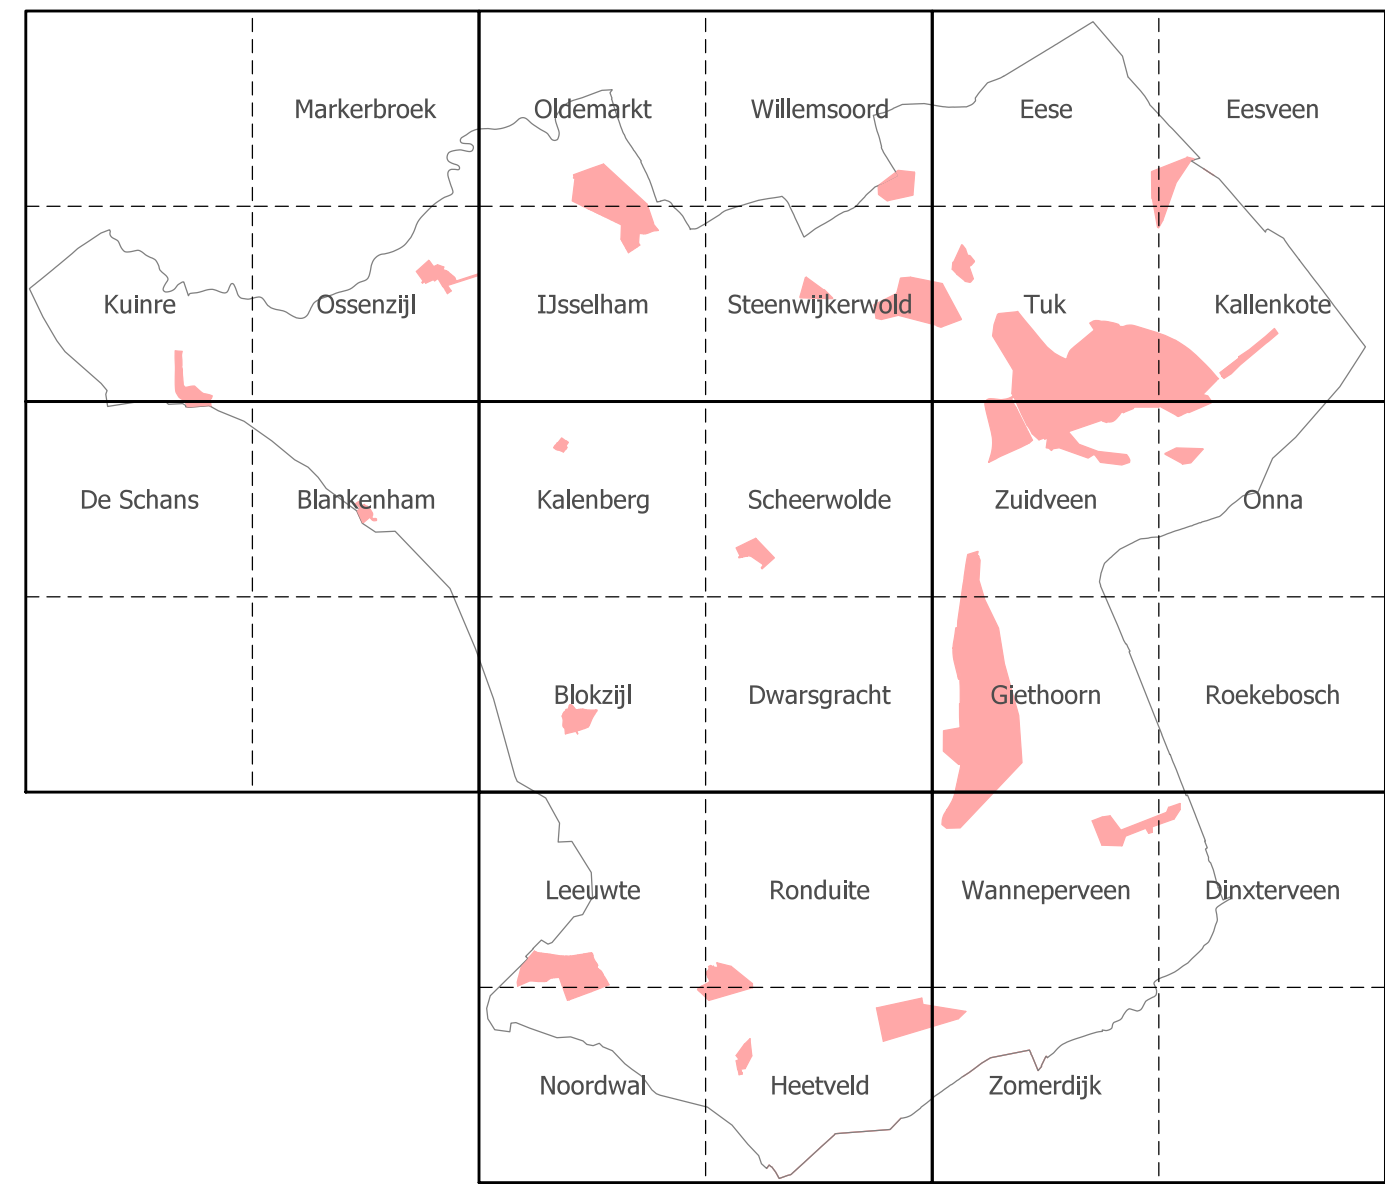 Markerbroek
Oldemarkt
Willemsoord
Eese
Eesveen
Kuinre
Ossenzijl
IJsselham
Steenwijkerwold
Tuk
Kallenkote
De Schans
Blankenham
Kalenberg
Scheerwolde
Zuidveen
Onna
Blokzijl
Dwarsgracht
Giethoorn
Roekebosch
Leeuwte
Ronduite
Wanneperveen
Dinxterveen
Noordwal
Heetveld
Zomerdijk